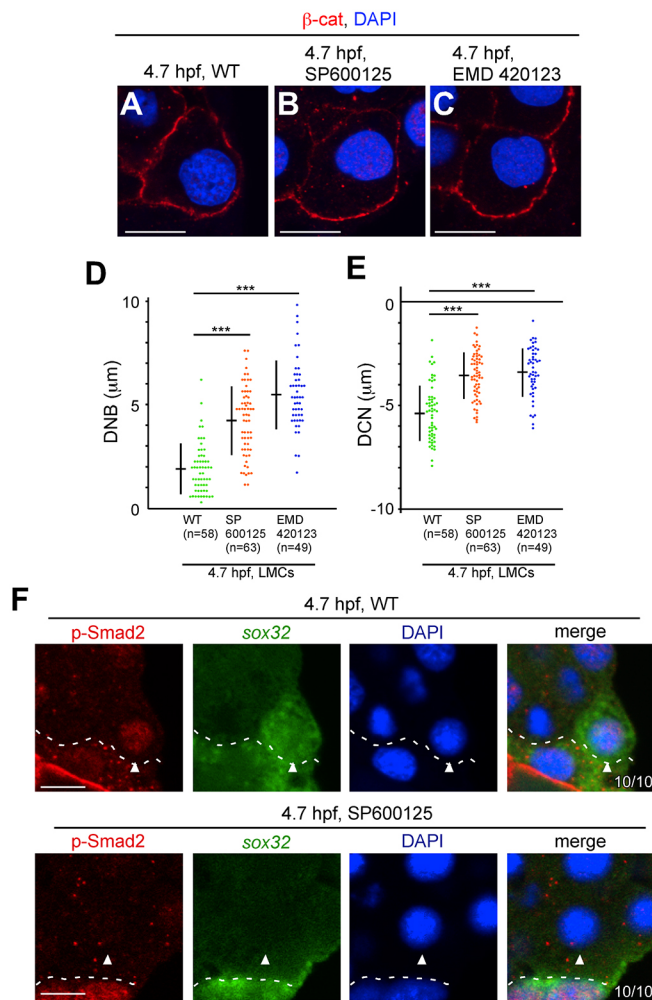 β-cat, DAPI
4.7 hpf, WT
4.7 hpf,
SP600125
4.7 hpf,
EMD 420123
A
B
C
D
E
***
***
10
5
0
DNB (μm)
WT
(n=58)
SP
600125
(n=63)
EMD
420123
(n=49)
4.7 hpf, LMCs
***
***
0
-5
-10
DCN (μm)
WT
(n=58)
SP
600125
(n=63)
EMD
420123
(n=49)
4.7 hpf, LMCs
F
4.7 hpf, WT
p-Smad2
sox32
DAPI
merge
10/10
4.7 hpf, SP600125
p-Smad2
sox32
DAPI
merge
10/10